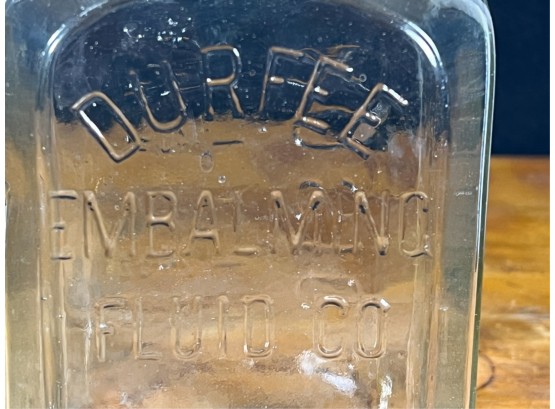 DURFEE
EMBALMING
FLUID CO.